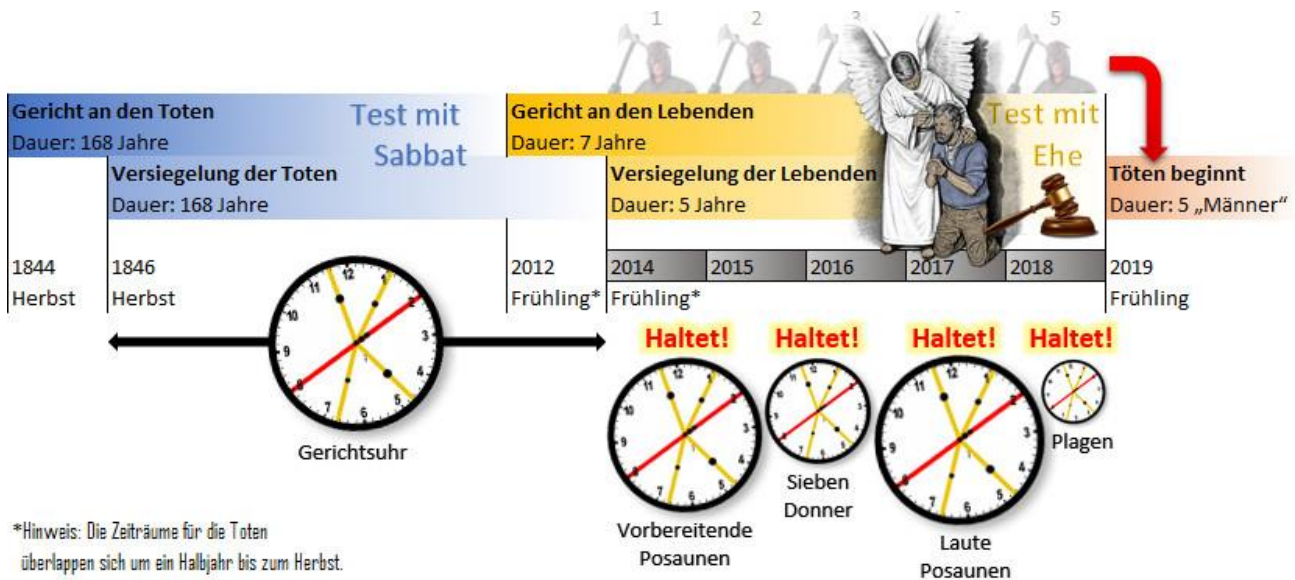 1
2
3
5
Gericht an den Toten
Dauer: 168 Jahre
Test mit
Sabbat
Gericht an den Lebenden
Dauer: 7 Jahre
Test mit
Ehe
Versiegelung der Toten
Dauer: 168 Jahre
Versiegelung der Lebenden
Dauer: 5 Jahre
Töten beginnt
Dauer: 5 „Männer“
1844
Herbst
1846
Herbst
2012
Frühling*
2014
Frühling*
2015
2016
2017
2018
2019
Frühling
Haltet!
Haltet!
Haltet!
Haltet!
Gerichtsuhr
Vorbereitende
Posaunen
Sieben
Donner
Laute
Posaunen
Plagen
*Hinweis: Die Zeiträume für die Toten
überlappen sich um ein Halbjahr bis zum Herbst.